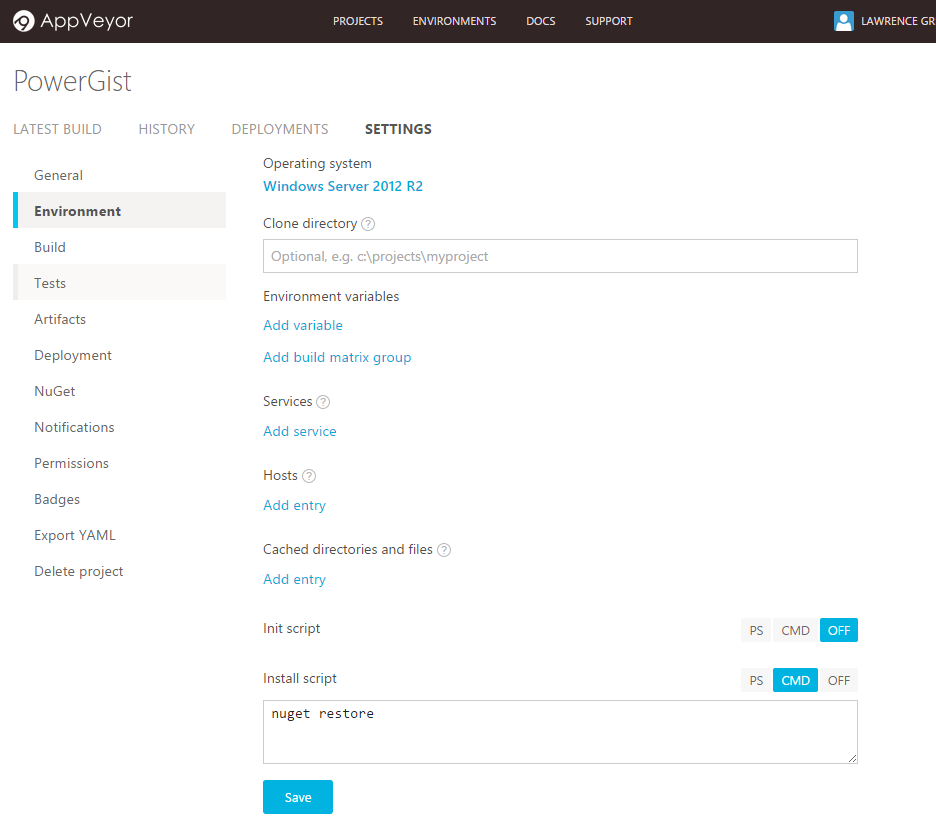 AppVeyor PROJECTS ENVIRONMENTS DOCS SUPPORT LAWRENCE GR
PowerGist
LATEST BUILD HISTORY DEPLOYMENTS SETTINGS
General
Environment
Build
Tests
Artifacts
Deployment
NuGet
Notifications
Permissions
Badges
Export YAML
Delete project
Operating system
Windows Server 2012 R2
Clone directory ?
Optional, e.g. c:\projects\myproject
Environment variables
Add variable
Add build matrix group
Services ?
Add service
Hosts ?
Add entry
Cached directories and files ?
Add entry
Init script PS CMD OFF
Install script PS CMD OFF
nuget restore
Save